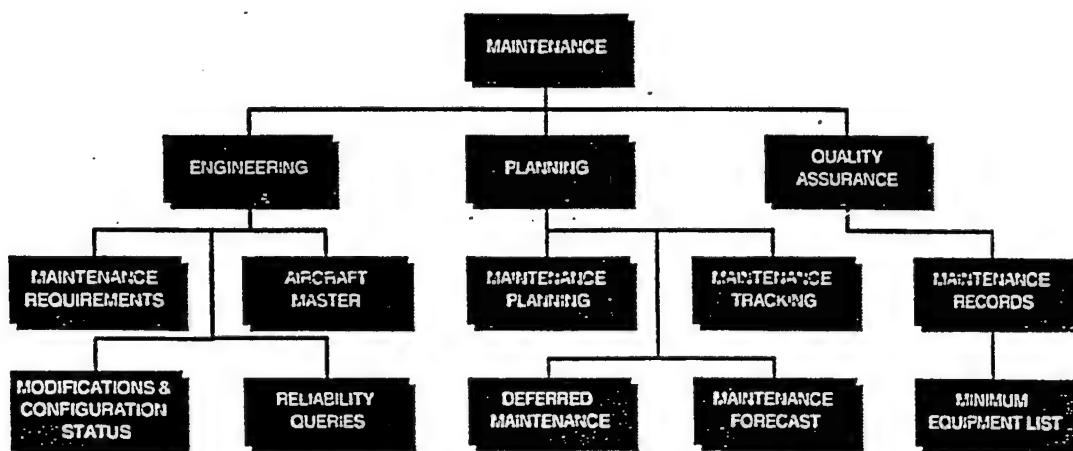 MAINTENANCE
ENGINEERING
PLANNING
QUALITY
ASSURANCE
MAINTENANCE
REQUIREMENTS
AIRCRAFT
MASTER
MAINTENANCE
PLANNING
MAINTENANCE
TRACKING
MAINTENANCE
RECORDS
MODIFICATIONS &
CONFIGURATION
STATUS
RELIABILITY
QUERIES
DEFERRED
MAINTENANCE
MAINTENANCE
FORECAST
MINIMUM
EQUIPMENT LIST